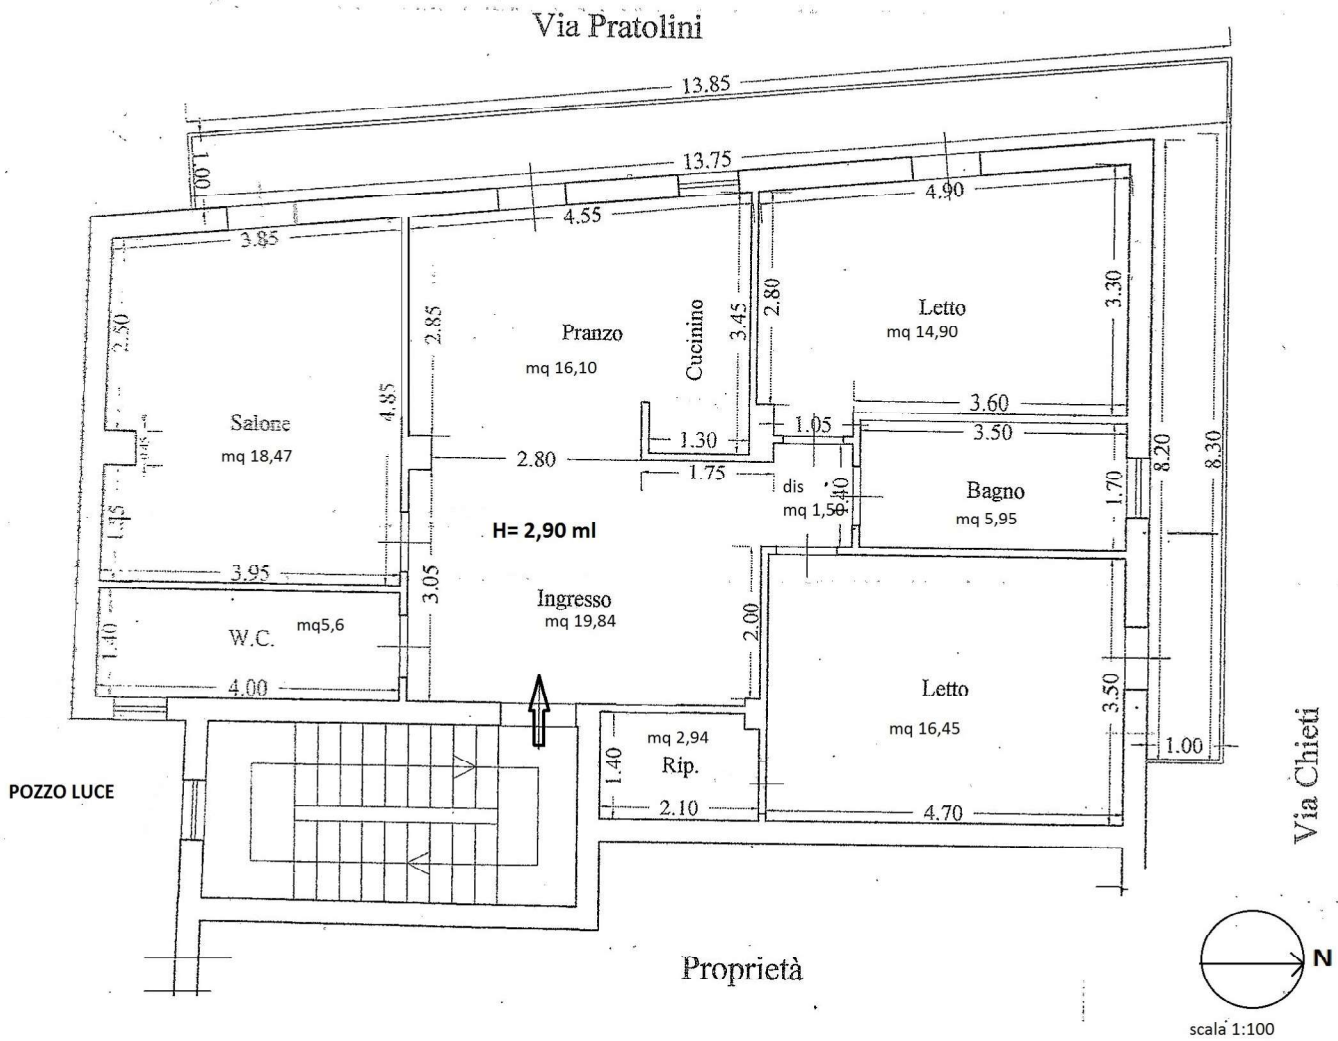 Via Pratolini
13.85
1.00
13.75
4.90
4.55
3.85
2.50
2.85
Pranzo
mq 16,10
Cucinino
3.45
2.80
Letto
mq 14,90
3.30
4.85
Salone
mq 18,47
3.60
1.05
3.50
1.30
2.80
1.75
8.20
8.30
dis
mq 1,50
1.40
Bagno
mq 5,95
1.70
H= 2,90 ml
3.95
3.05
Ingresso
mq 19,84
2.00
1.40
W.C.
mq5,6
4.00
Letto
mq 16,45
3.50
mq 2,94
Rip.
1.40
2.10
4.70
1.00
POZZO LUCE
Via Chieti
Proprietà
N
scala 1:100